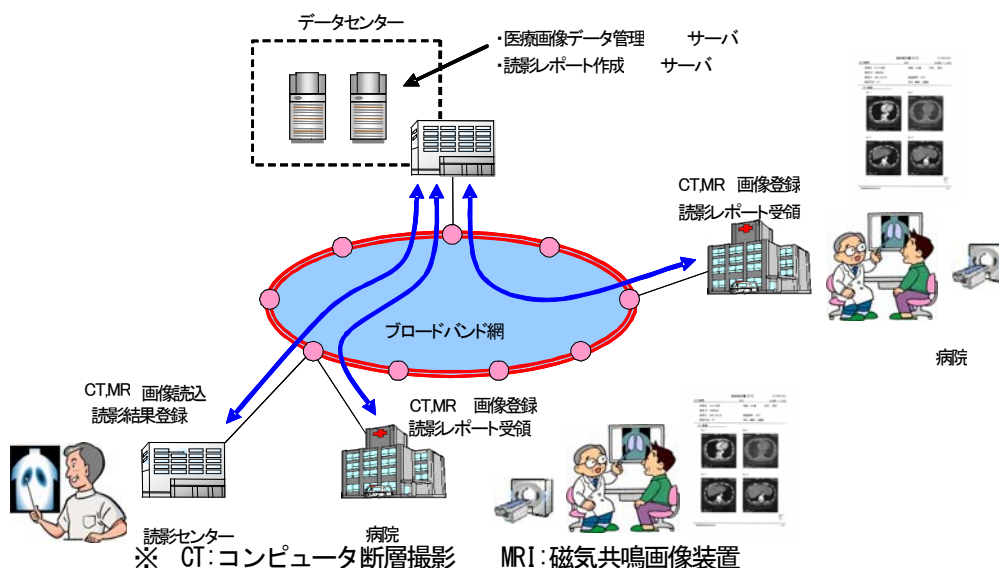 データセンター
・医療画像データ管理 サーバ
・読影レポート作成 サーバ
CT,MR 画像登録
読影レポート受領
ブロードバンド網
病院
CT,MR 画像読込
読影結果登録
CT,MR 画像登録
読影レポート受領
読影センター
病院
※ CT:コンピュータ断層撮影 MRI:磁気共鳴画像装置